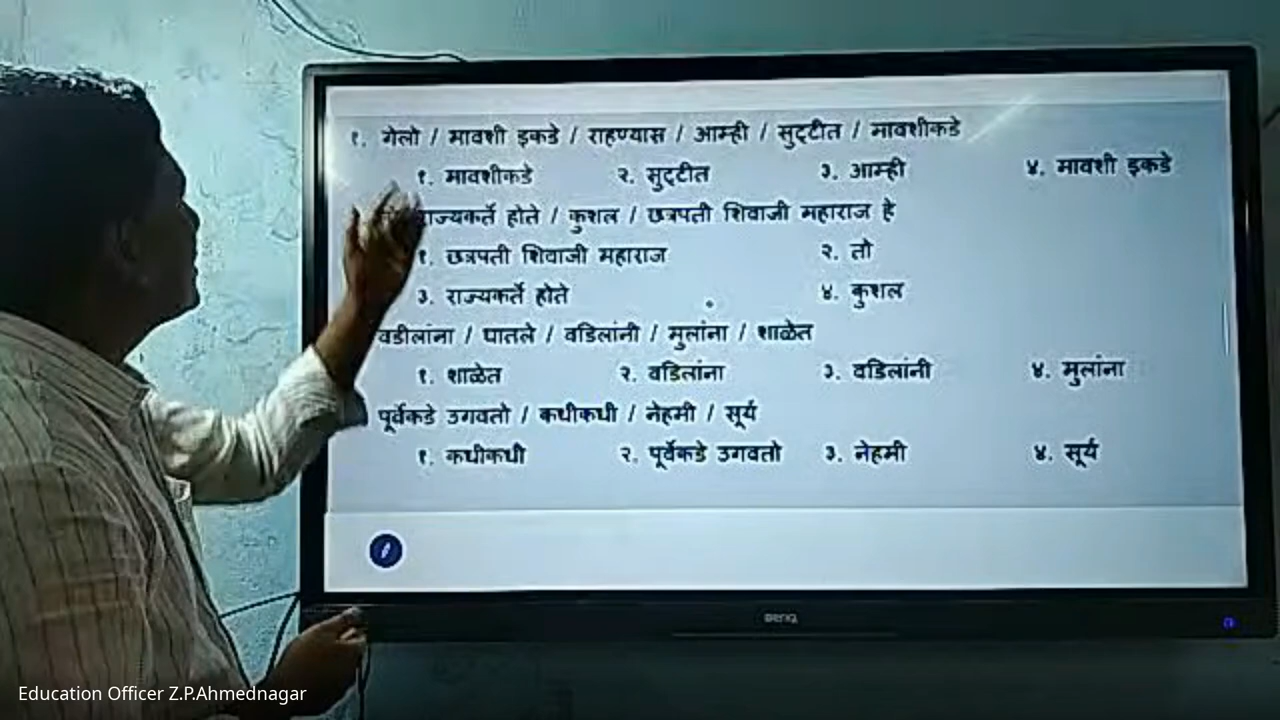 १. गेलो / मावशी इकडे / राहण्यास / आम्ही / सुट्टीत / मावशीकडे
१. मावशीकडे २. सुट्टीत ३. आम्ही ४. मावशी इकडे
राज्यकर्ते होते / कुशल / छत्रपती शिवाजी महाराज हे
१. छत्रपती शिवाजी महाराज २. तो
३. राज्यकर्ते होते ४. कुशल
वडीलांना / घातले / वडिलांनी / मुलांना / शाळेत
१. शाळेत २. वडिलांना ३. वडिलांनी ४. मुलांना
पूर्वेकडे उगवतो / कधीकधी / नेहमी / सूर्य
१. कधीकधी २. पूर्वेकडे उगवतो ३. नेहमी ४. सूर्य
BenQ
Education Officer Z.P.Ahmednagar